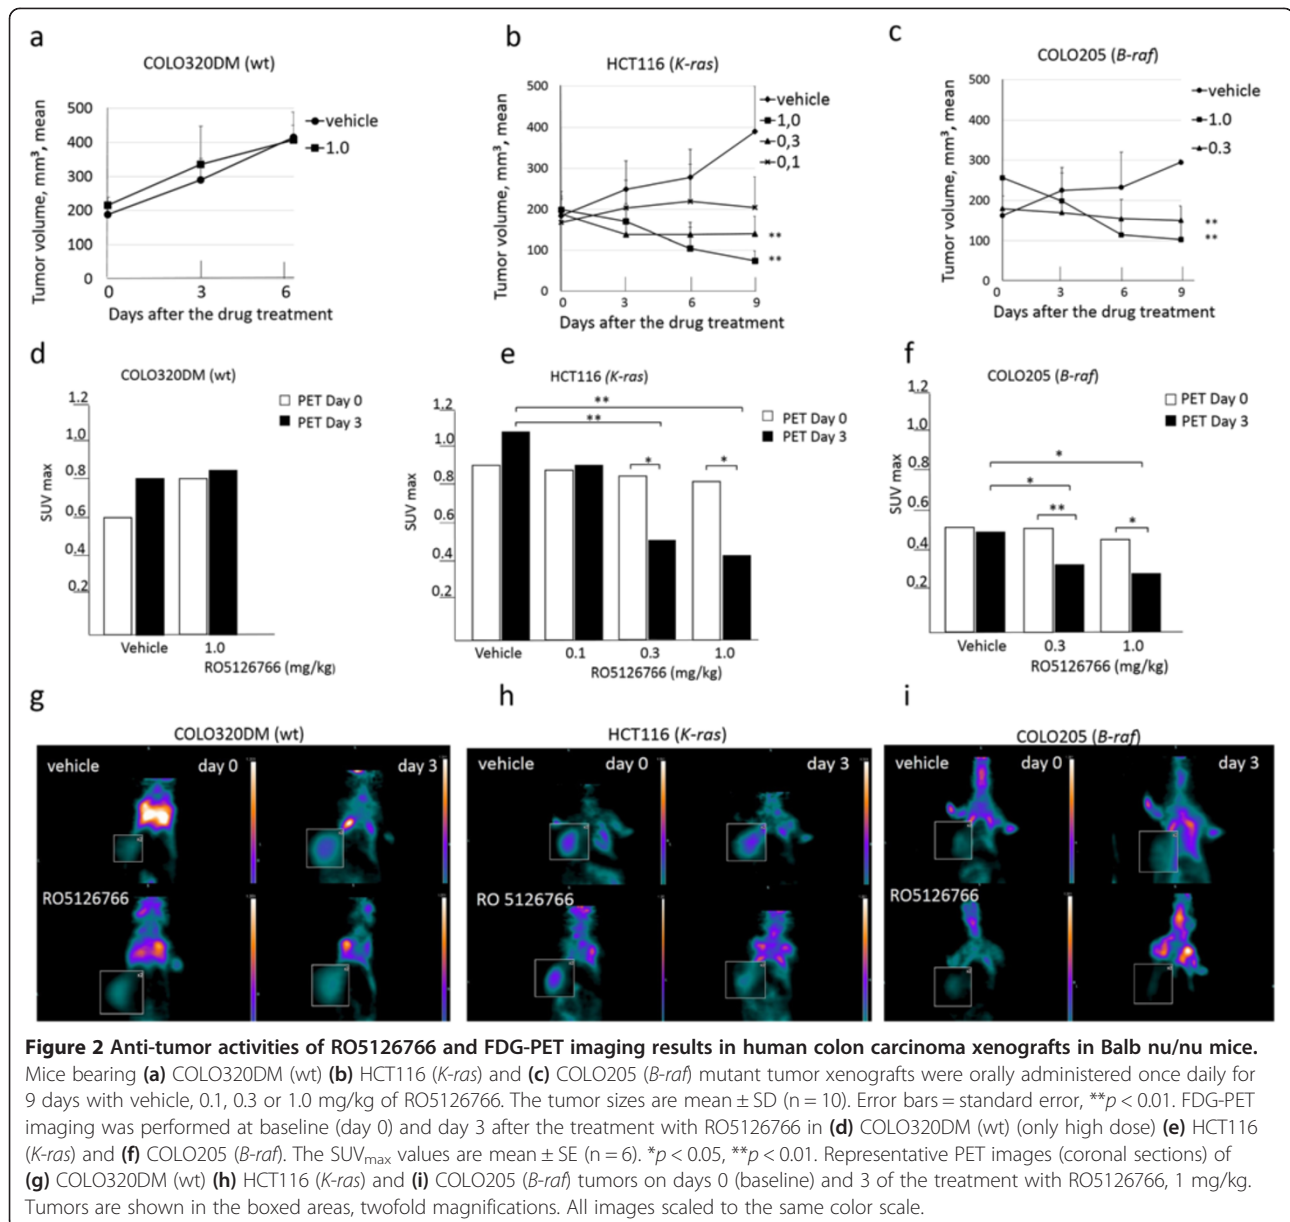 a
COLO320DM (wt)
Tumor volume, mm³, mean
500
400
300
200
100
0
0 3 6
Days after the drug treatment
vehicle
1.0
b
HCT116 (K-ras)
Tumor volume, mm³, mean
500
400
300
200
100
0
0 3 6 9
Days after the drug treatment
vehicle
1,0
0,3
0,1
**
**
c
COLO205 (B-raf)
Tumor volume, mm³, mean
500
400
300
200
100
0
0 3 6 9
Days after the drug treatment
vehicle
1.0
0.3
**
**
d
COLO320DM (wt)
SUV max
1.2
1.0
0.8
0.6
0.4
0.2
PET Day 0
PET Day 3
Vehicle 1.0
RO5126766 (mg/kg)
e
HCT116 (K-ras)
SUV max
1.2
1.0
0.8
0.6
0.4
0.2
**
**
* *
PET Day 0
PET Day 3
Vehicle 0.1 0.3 1.0
RO5126766 (mg/kg)
f
COLO205 (B-raf)
SUV max
1.2
1.0
0.8
0.6
0.4
0.2
PET Day 0
PET Day 3
*
*
** *
Vehicle 0.3 1.0
RO5126766 (mg/kg)
g
COLO320DM (wt)
vehicle day 0 day 3
RO5126766
h
HCT116 (K-ras)
vehicle day 0 day 3
RO 5126766
i
COLO205 (B-raf)
vehicle day 0 day 3
RO5126766
Figure 2 Anti-tumor activities of RO5126766 and FDG-PET imaging results in human colon carcinoma xenografts in Balb nu/nu mice.
Mice bearing (a) COLO320DM (wt) (b) HCT116 (K-ras) and (c) COLO205 (B-raf) mutant tumor xenografts were orally administered once daily for
9 days with vehicle, 0.1, 0.3 or 1.0 mg/kg of RO5126766. The tumor sizes are mean ± SD (n = 10). Error bars = standard error, **p < 0.01. FDG-PET
imaging was performed at baseline (day 0) and day 3 after the treatment with RO5126766 in (d) COLO320DM (wt) (only high dose) (e) HCT116
(K-ras) and (f) COLO205 (B-raf). The SUVmax values are mean ± SE (n = 6). *p < 0.05, **p < 0.01. Representative PET images (coronal sections) of
(g) COLO320DM (wt) (h) HCT116 (K-ras) and (i) COLO205 (B-raf) tumors on days 0 (baseline) and 3 of the treatment with RO5126766, 1 mg/kg.
Tumors are shown in the boxed areas, twofold magnifications. All images scaled to the same color scale.